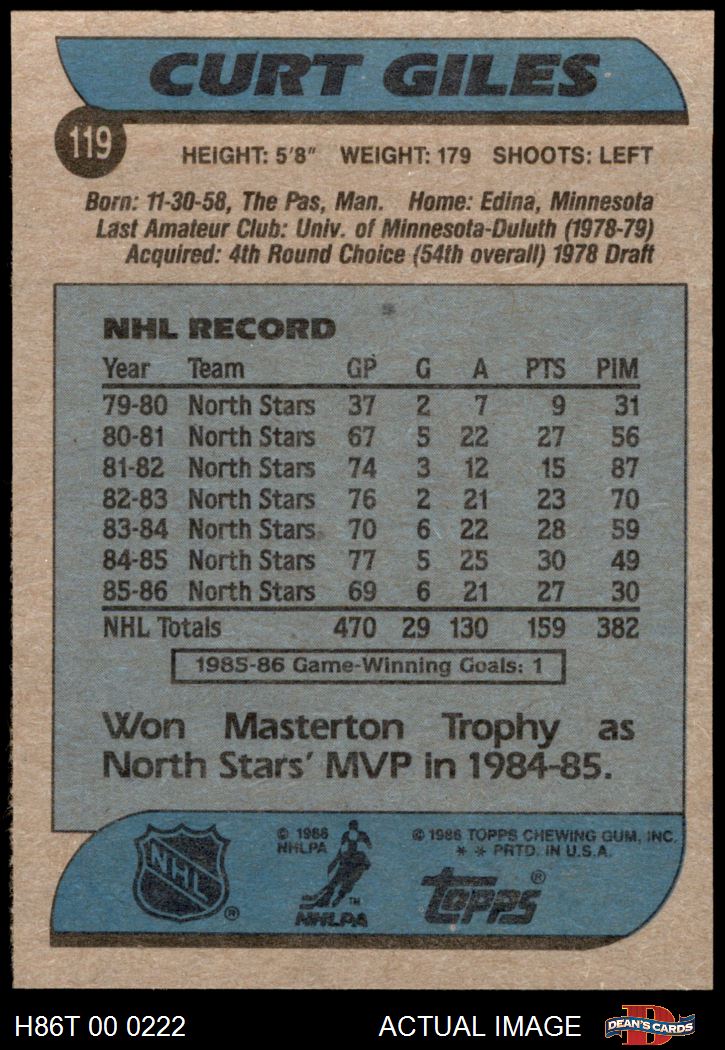 CURT GILES
119
HEIGHT: 5'8" WEIGHT: 179 SHOOTS: LEFT
Born: 11-30-58, The Pas, Man. Home: Edina, Minnesota
Last Amateur Club: Univ. of Minnesota-Duluth (1978-79)
Acquired: 4th Round Choice (54th overall) 1978 Draft
NHL RECORD
Year Team GP G A PTS PIM
79-80 North Stars 37 2 7 9 31
80-81 North Stars 67 5 22 27 56
81-82 North Stars 74 3 12 15 87
82-83 North Stars 76 2 21 23 70
83-84 North Stars 70 6 22 28 59
84-85 North Stars 77 5 25 30 49
85-86 North Stars 69 6 21 27 30
NHL Totals 470 29 130 159 382
1985-86 Game-Winning Goals: 1
Won Masterton Trophy as
North Stars' MVP in 1984-85.
NHL ®
© 1986
NHLPA
TM
NHLPA
© 1986 TOPPS CHEWING GUM, INC.
* * PRTD. IN U.S.A.
TOPPS ®
H86T 00 0222 ACTUAL IMAGE
D
DEAN'S CARDS